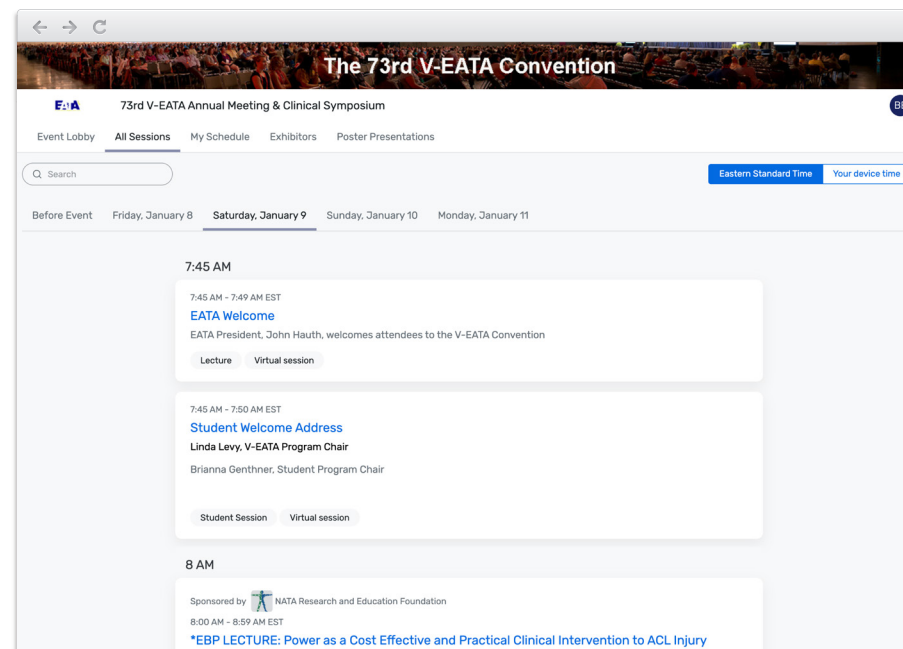 The 73rd V-EATA Convention
EATA 73rd V-EATA Annual Meeting & Clinical Symposium
Event Lobby All Sessions My Schedule Exhibitors Poster Presentations
Search Eastern Standard Time Your device time
Before Event Friday, January 8 Saturday, January 9 Sunday, January 10 Monday, January 11
7:45 AM
7:45 AM - 7:49 AM EST
EATA Welcome
EATA President, John Hauth, welcomes attendees to the V-EATA Convention
Lecture Virtual session
7:45 AM - 7:50 AM EST
Student Welcome Address
Linda Levy, V-EATA Program Chair
Brianna Genthner, Student Program Chair
Student Session Virtual session
8 AM
Sponsored by NATA Research and Education Foundation
8:00 AM - 8:59 AM EST
*EBP LECTURE: Power as a Cost Effective and Practical Clinical Intervention to ACL Injury